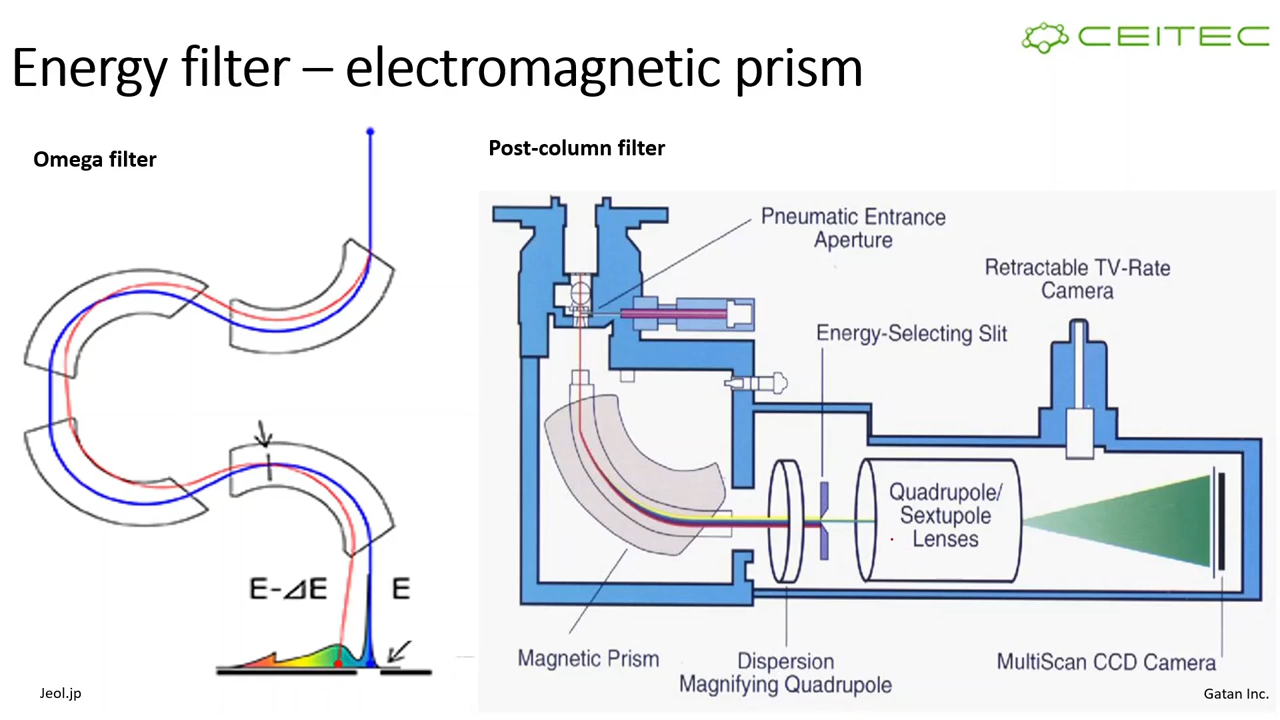 CEITEC
Energy filter – electromagnetic prism
Omega filter
Post-column filter
Pneumatic Entrance
Aperture
Retractable TV-Rate
Camera
Energy-Selecting Slit
Quadrupole/
Sextupole
Lenses
E-⊿E
E
Magnetic Prism
Dispersion
Magnifying Quadrupole
MultiScan CCD Camera
Jeol.jp
Gatan Inc.